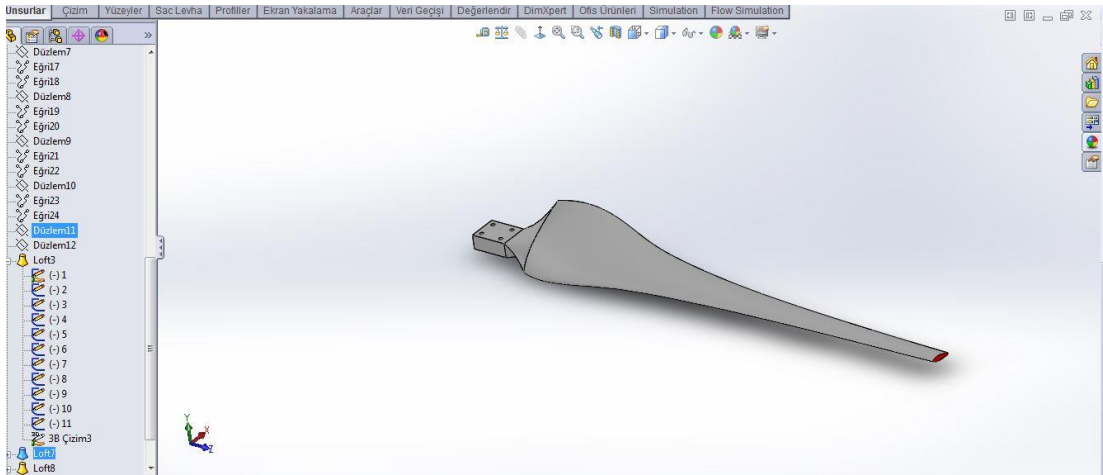 Unsurlar Çizim Yüzeyler Sac Levha Profiller Ekran Yakalama Araçlar Veri Geçişi Değerlendir DimXpert Ofis Ürünleri Simulation Flow Simulation
Düzlem7
Eğri17
Eğri18
Düzlem8
Eğri19
Eğri20
Düzlem9
Eğri21
Eğri22
Düzlem10
Eğri23
Eğri24
Düzlem11
Düzlem12
Loft3
(-) 1
(-) 2
(-) 3
(-) 4
(-) 5
(-) 6
(-) 7
(-) 8
(-) 9
(-) 10
(-) 11
3B Çizim3
Loft7
Loft8
Y
X
Z